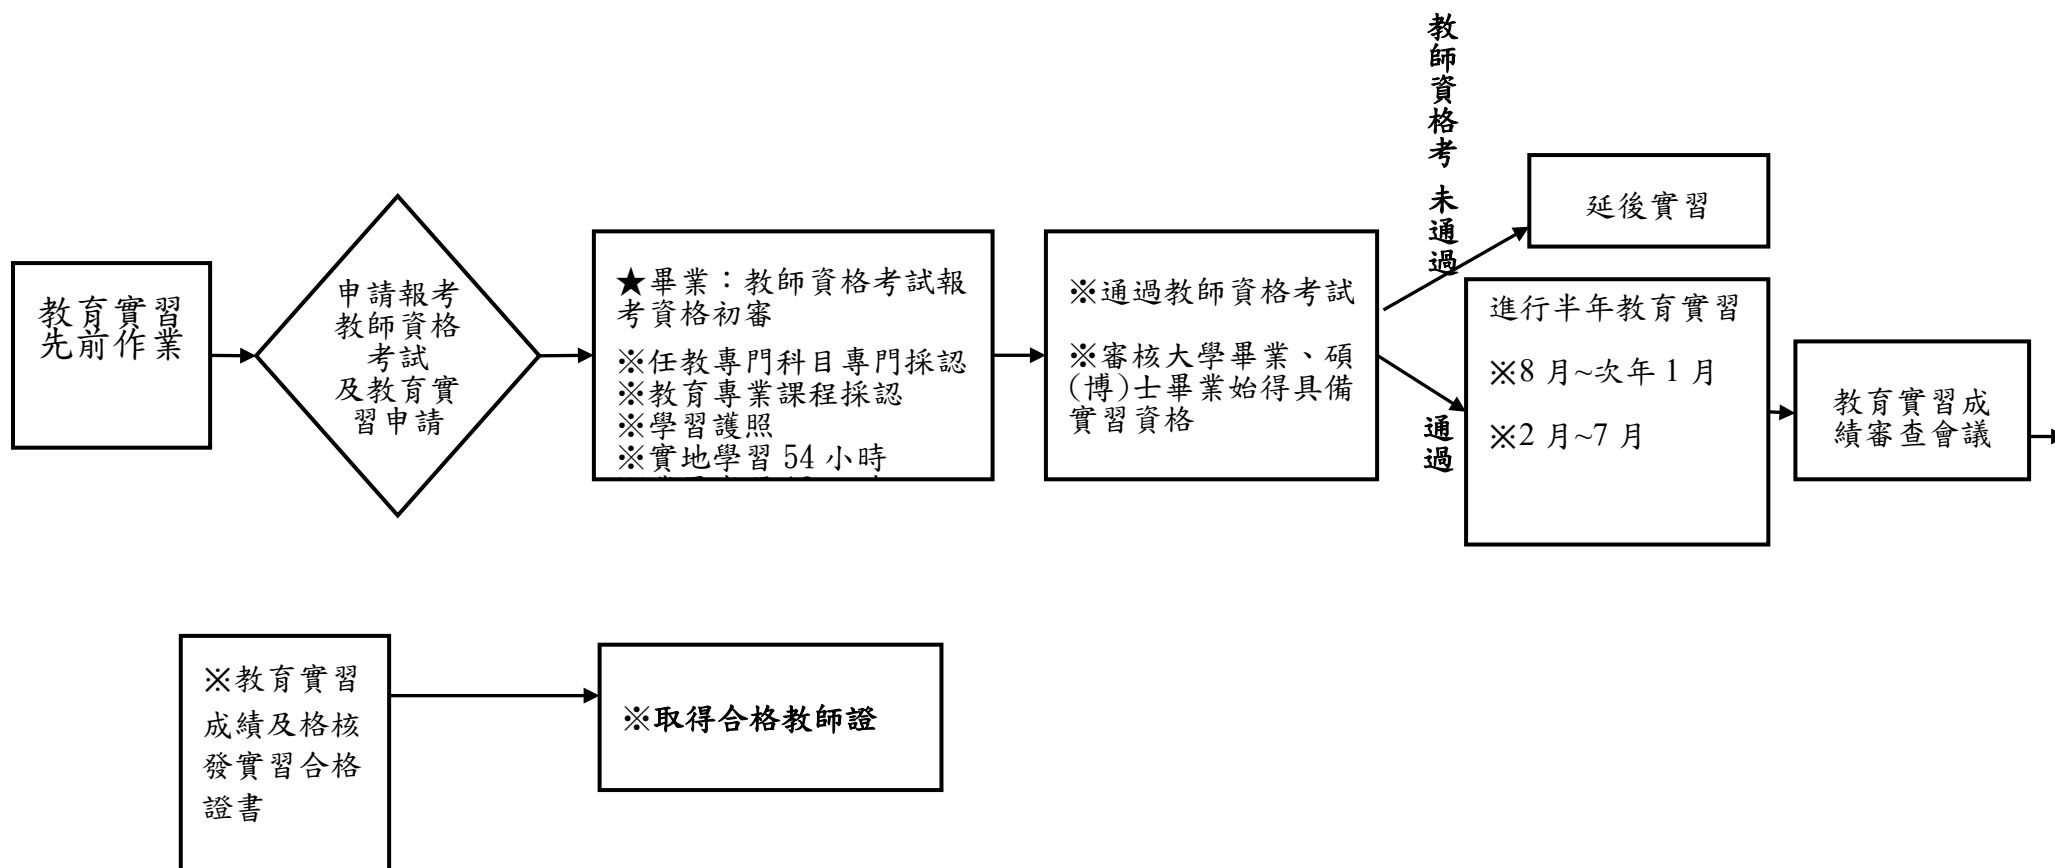 教育實習
先前作業
申請報考
教師資格
考試
及教育實
習申請
★畢業：教師資格考試報
考資格初審
※任教專門科目專門採認
※教育專業課程採認
※學習護照
※實地學習 54 小時
※通過教師資格考試
※審核大學畢業、碩
(博)士畢業始得具備
實習資格
教師資格考 未通過
延後實習
通過
進行半年教育實習
※8 月~次年 1 月
※2 月~7 月
教育實習成
績審查會議
※教育實習
成績及格核
發實習合格
證書
※取得合格教師證